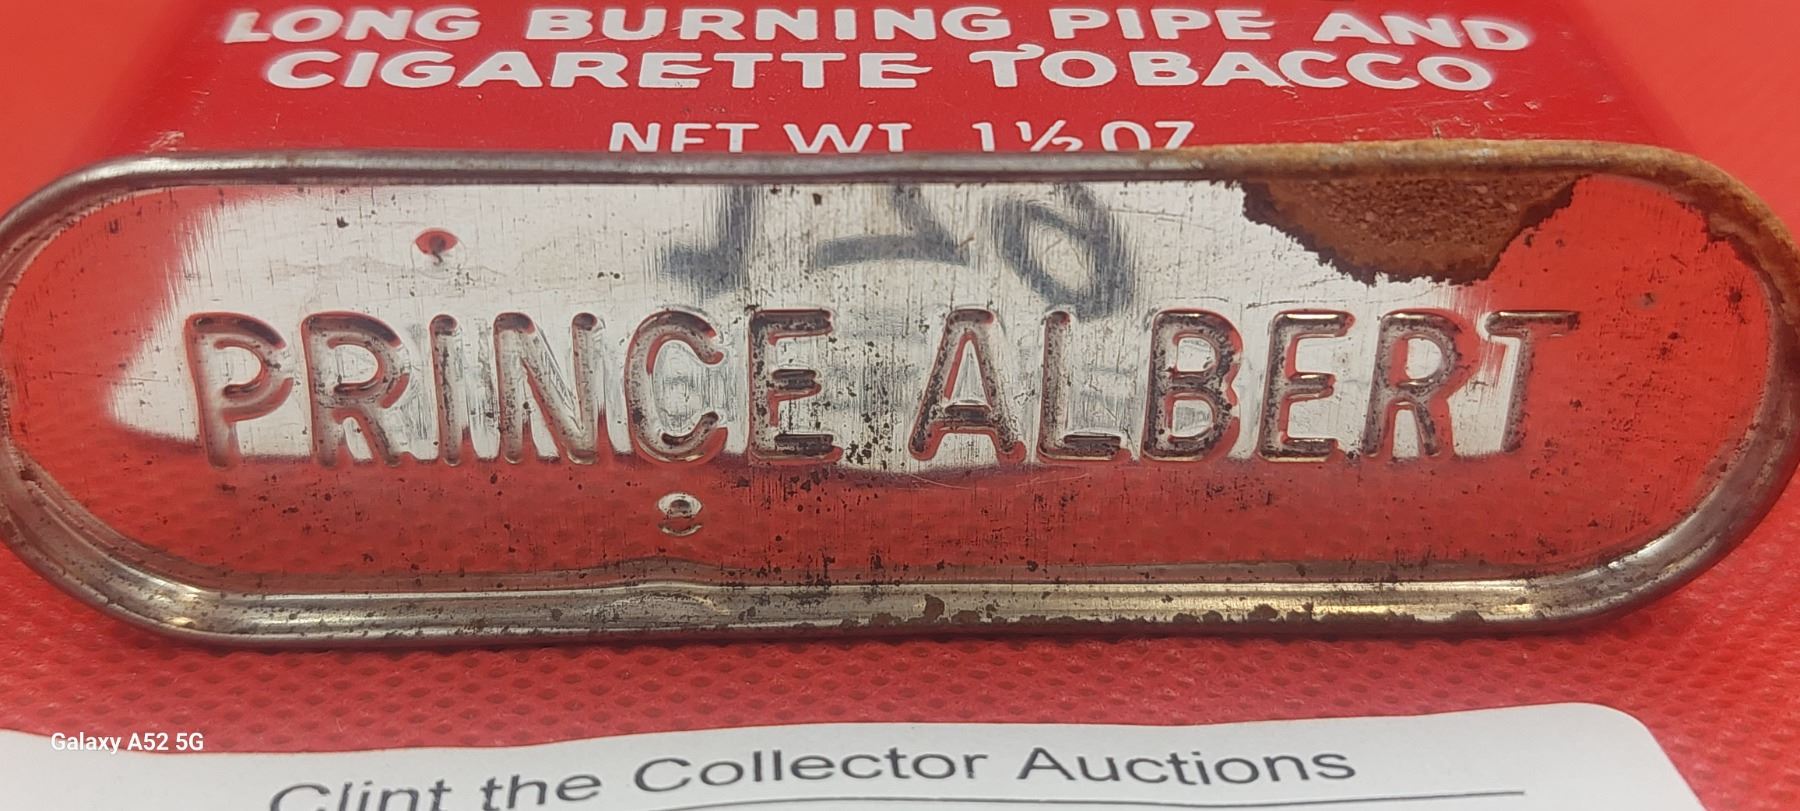 LONG BURNING PIPE AND
CIGARETTE TOBACCO
NET WT. 1½ OZ
PRINCE ALBERT
Galaxy A52 5G
Clint the Collector Auctions